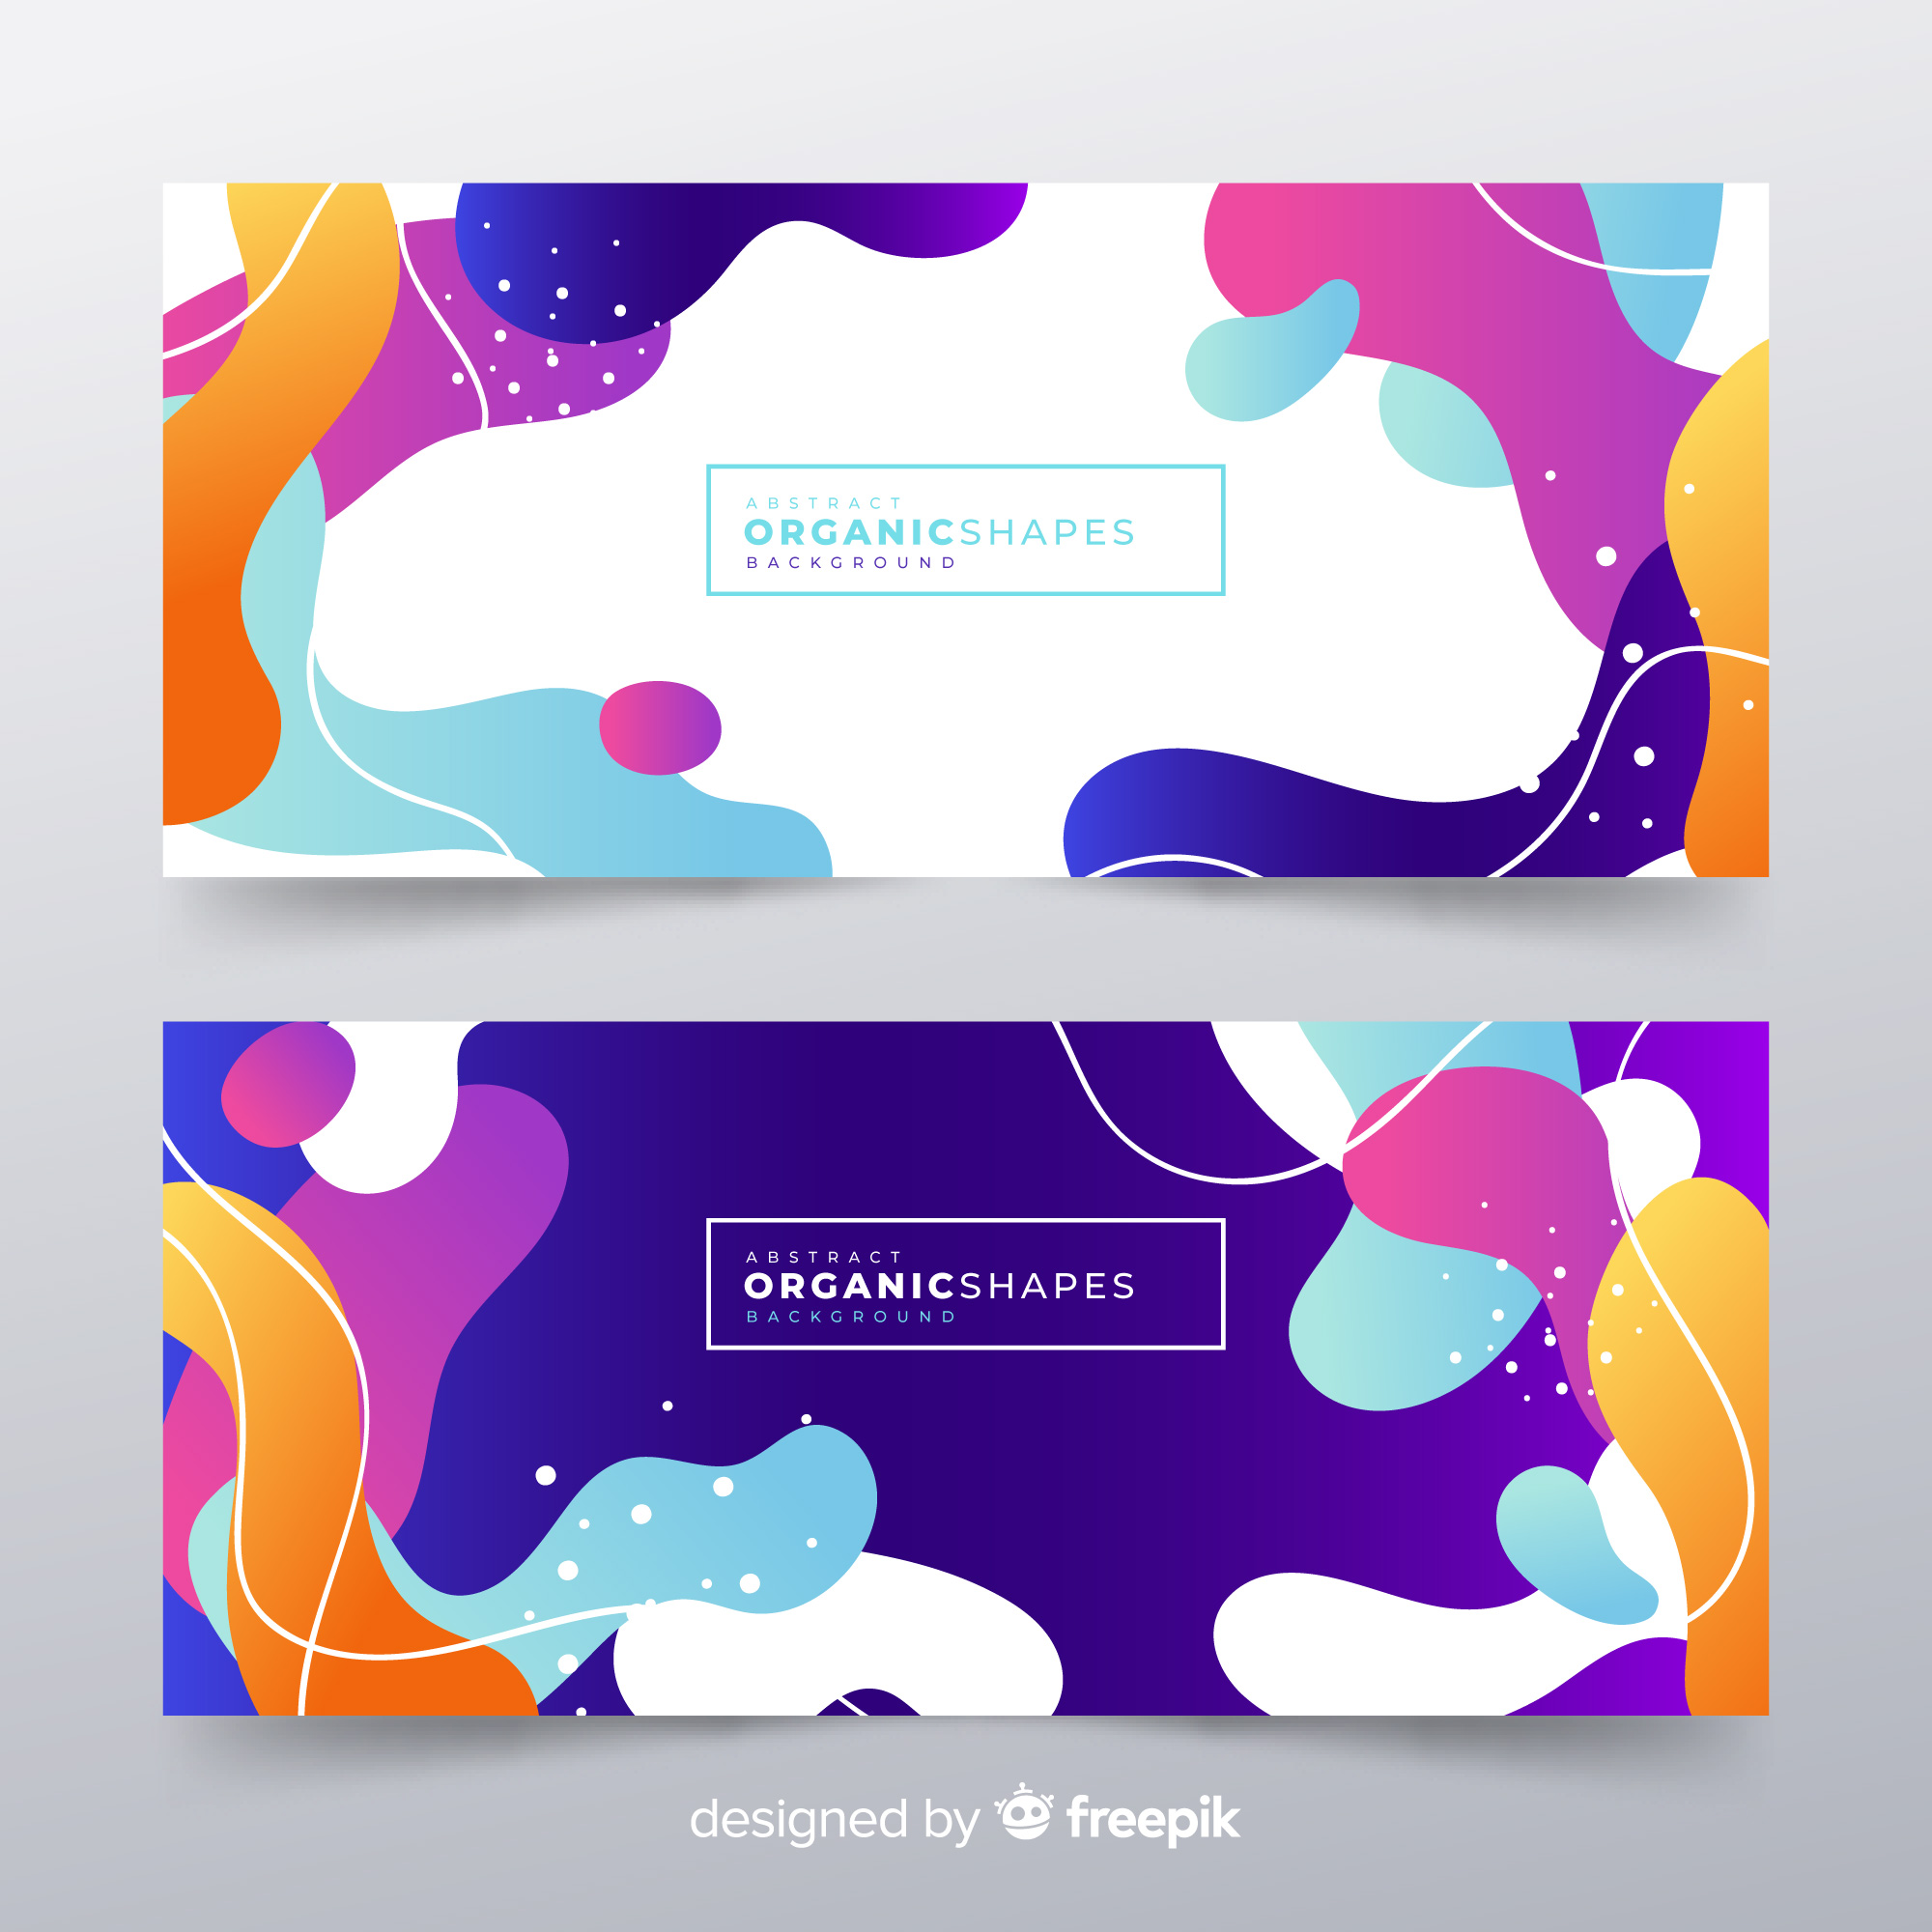 ABSTRACT
ORGANICSHAPES
BACKGROUND
ABSTRACT
ORGANICSHAPES
BACKGROUND
designed by freepik